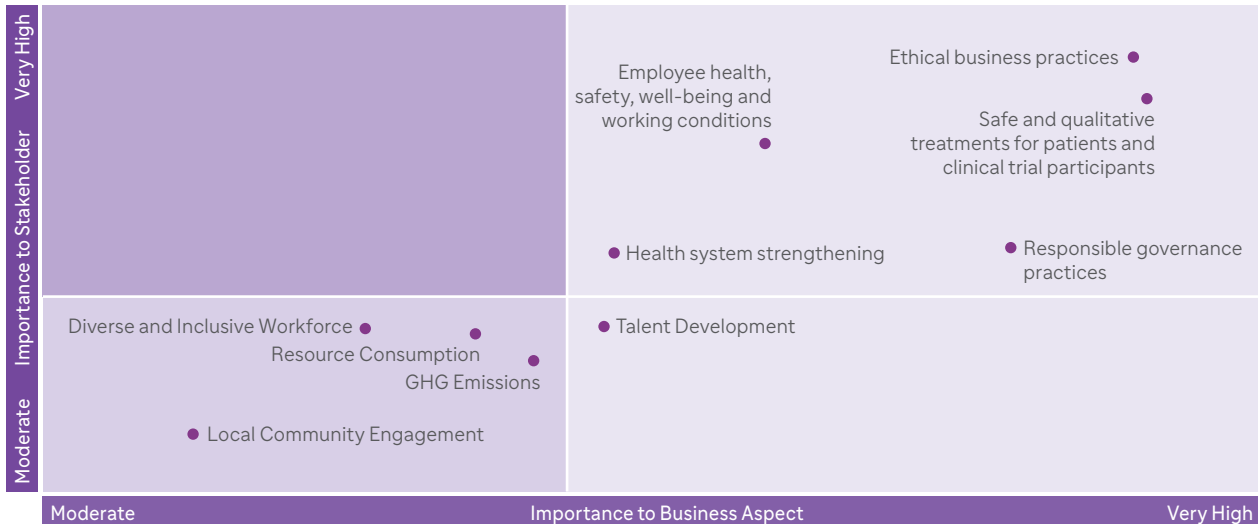 Very High
Importance to Stakeholder
Moderate
Employee health,
safety, well-being and
working conditions
Ethical business practices
Safe and qualitative
treatments for patients and
clinical trial participants
Health system strengthening
Responsible governance
practices
Diverse and Inclusive Workforce
Resource Consumption
GHG Emissions
Local Community Engagement
Talent Development
Moderate
Importance to Business Aspect
Very High